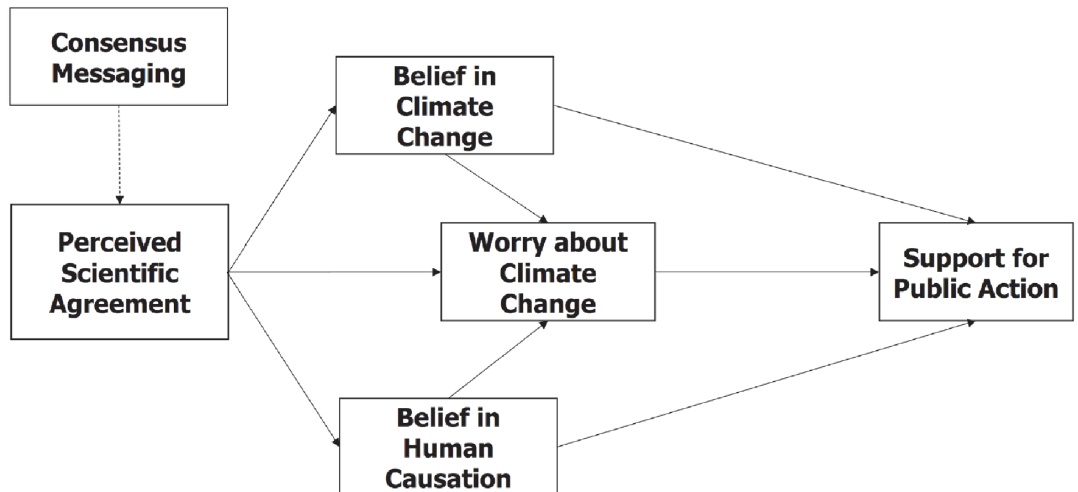 Consensus
Messaging
Belief in
Climate
Change
Perceived
Scientific
Agreement
Worry about
Climate
Change
Support for
Public Action
Belief in
Human
Causation